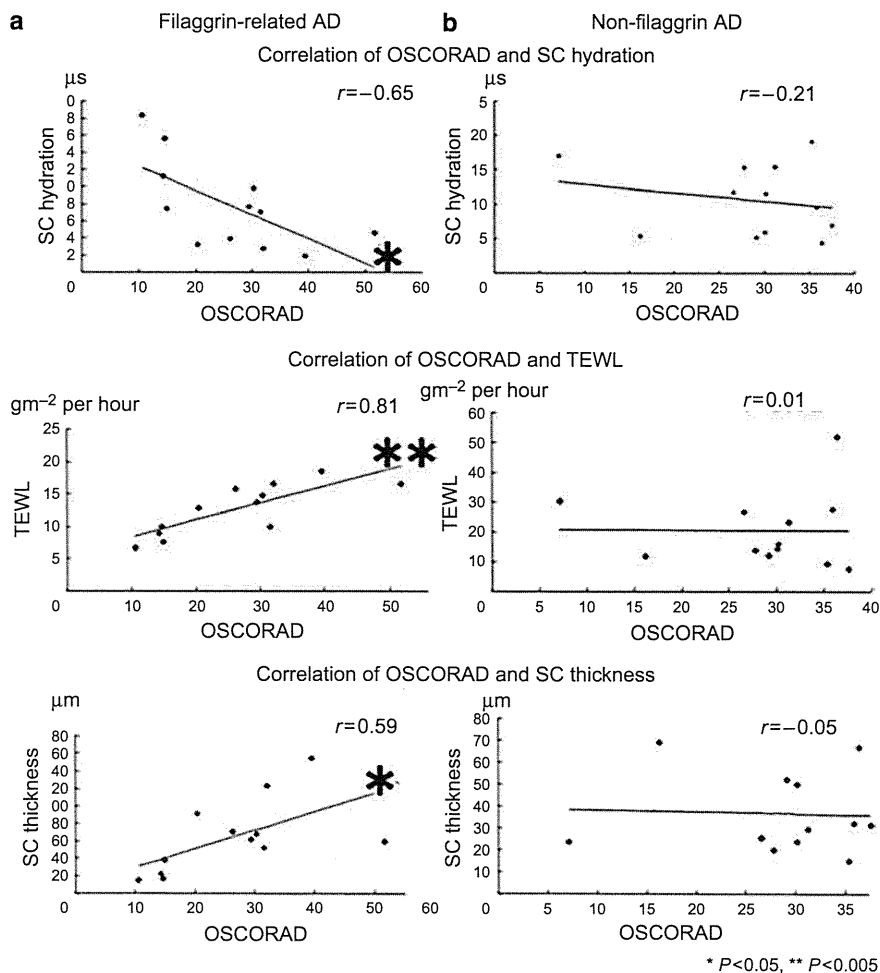 a
Filaggrin-related AD
b
Non-filaggrin AD
Correlation of OSCORAD and SC hydration
μs
r=−0.65
0
8
6
4
2
0
8
6
4
2
SC hydration
0 10 20 30 40 50 60
OSCORAD
μs
r=−0.21
5
20
15
10
5
SC hydration
0 5 10 15 20 25 30 35 40
OSCORAD
Correlation of OSCORAD and TEWL
gm−2 per hour
r=0.81
**
25
20
15
10
5
TEWL
0 10 20 30 40 50
OSCORAD
gm−2 per hour
r=0.01
60
50
40
30
20
10
TEWL
0 5 10 15 20 25 30 35 40
OSCORAD
Correlation of OSCORAD and SC thickness
μm
r=0.59
*
80
40
20
00
80
60
40
20
SC thickness
0 10 20 30 40 50 60
OSCORAD
μm
r=−0.05
80
70
60
50
40
30
20
10
SC thickness
0 5 10 15 20 25 30 35
OSCORAD
* P<0.05, ** P<0.005